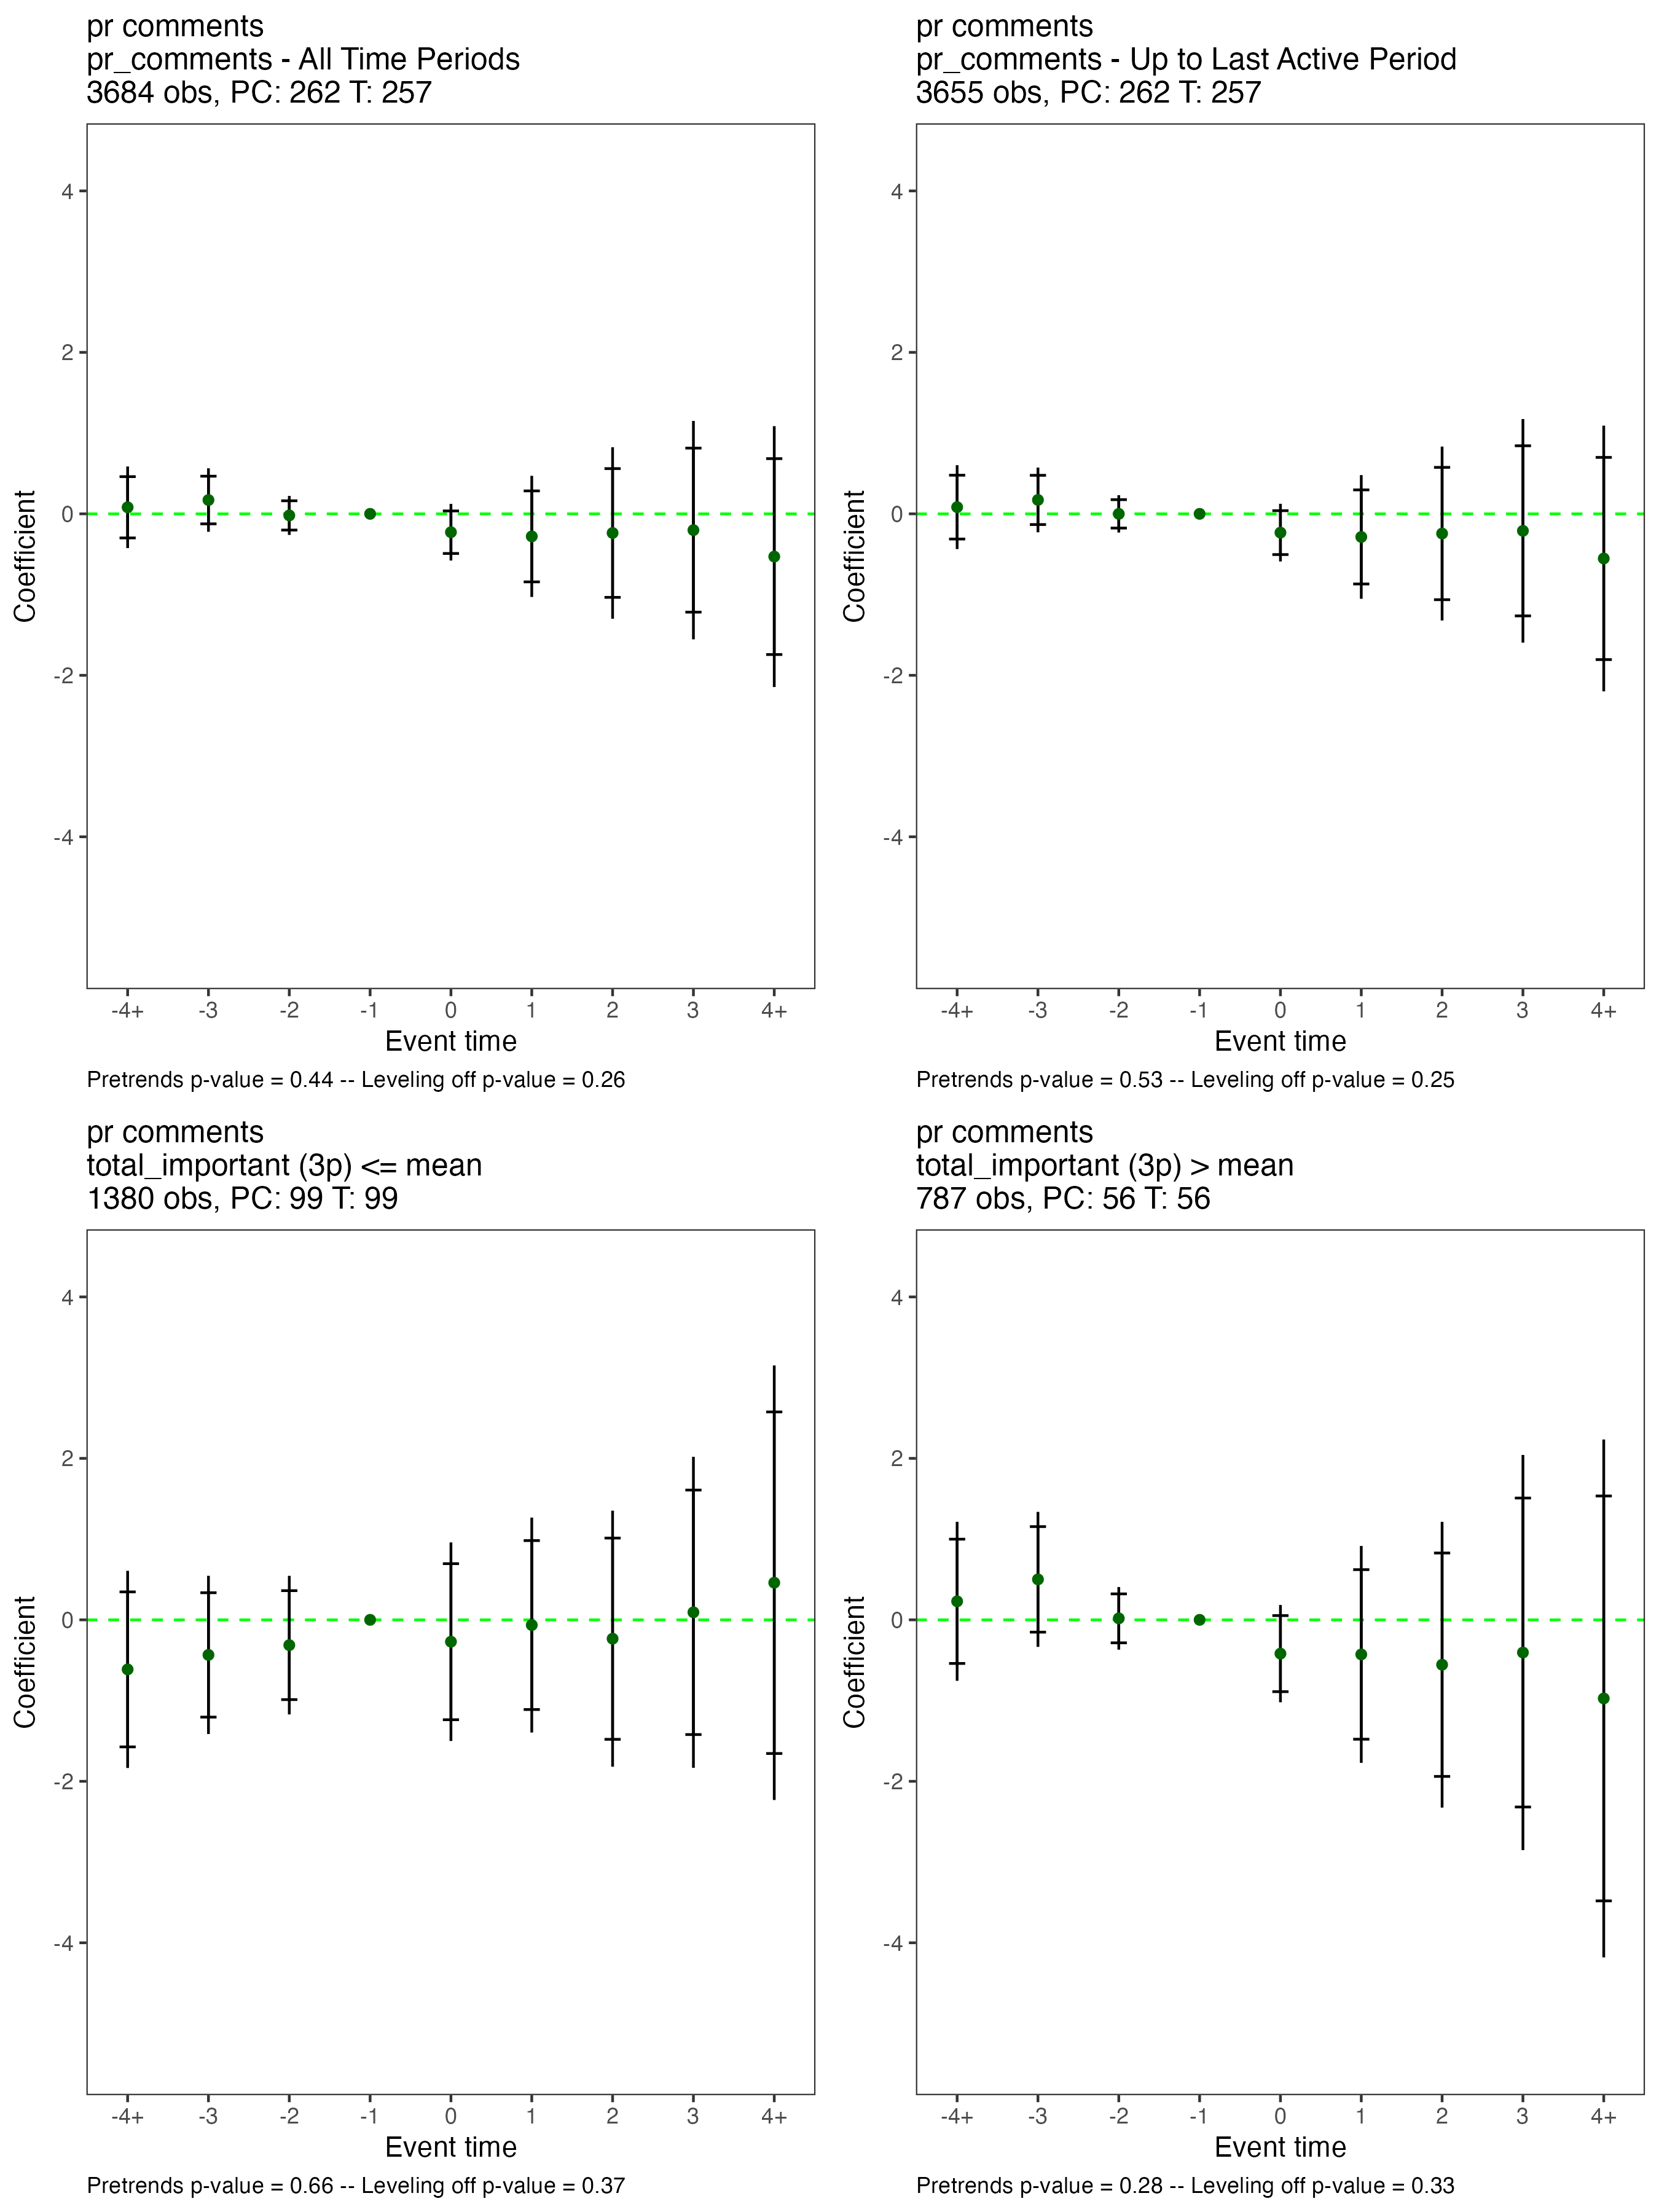 pr comments
pr_comments - All Time Periods
3684 obs, PC: 262 T: 257
4
2
0
-2
-4
Coefficient
-4+ -3 -2 -1 0 1 2 3 4+
Event time
Pretrends p-value = 0.44 -- Leveling off p-value = 0.26
pr comments
pr_comments - Up to Last Active Period
3655 obs, PC: 262 T: 257
4
2
0
-2
-4
Coefficient
-4+ -3 -2 -1 0 1 2 3 4+
Event time
Pretrends p-value = 0.53 -- Leveling off p-value = 0.25
pr comments
total_important (3p) <= mean
1380 obs, PC: 99 T: 99
4
2
0
-2
-4
Coefficient
-4+ -3 -2 -1 0 1 2 3 4+
Event time
Pretrends p-value = 0.66 -- Leveling off p-value = 0.37
pr comments
total_important (3p) > mean
787 obs, PC: 56 T: 56
4
2
0
-2
-4
Coefficient
-4+ -3 -2 -1 0 1 2 3 4+
Event time
Pretrends p-value = 0.28 -- Leveling off p-value = 0.33